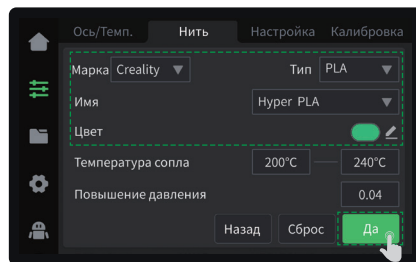 Ось/Темп. Нить Настройка Калибровка
Марка Creality Тип PLA
Имя Hyper PLA
Цвет
Температура сопла 200°C — 240°C
Повышение давления 0.04
Назад Сброс Да